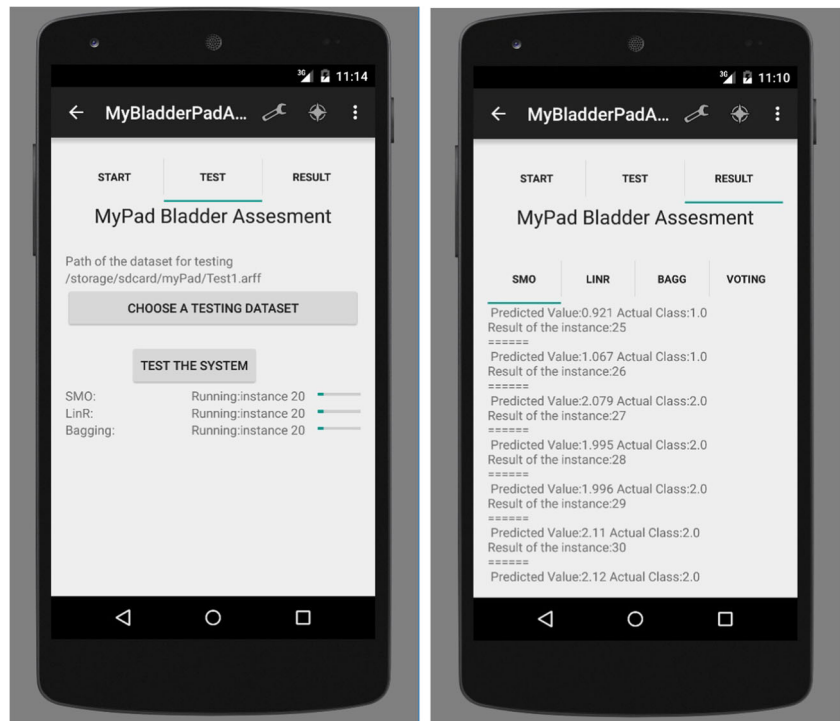 3G 11:14
MyBladderPadA...
START TEST RESULT
MyPad Bladder Assesment
Path of the dataset for testing
/storage/sdcard/myPad/Test1.arff
CHOOSE A TESTING DATASET
TEST THE SYSTEM
SMO: Running:instance 20
LinR: Running:instance 20
Bagging: Running:instance 20
3G 11:10
MyBladderPadA...
START TEST RESULT
MyPad Bladder Assesment
SMO LINR BAGG VOTING
Predicted Value:0.921 Actual Class:1.0
Result of the instance:25
======
Predicted Value:1.067 Actual Class:1.0
Result of the instance:26
======
Predicted Value:2.079 Actual Class:2.0
Result of the instance:27
======
Predicted Value:1.995 Actual Class:2.0
Result of the instance:28
======
Predicted Value:1.996 Actual Class:2.0
Result of the instance:29
======
Predicted Value:2.11 Actual Class:2.0
Result of the instance:30
======
Predicted Value:2.12 Actual Class:2.0